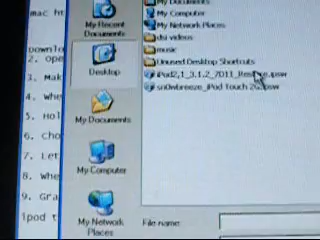 mac h
My Recent
Documents
My Documents
My Computer
My Network Places
dsi videos
music
Unused Desktop Shortcuts
iPod2,1_3.1.2_7D11_Restore.ipsw
sn0wbreeze_iPod touch 2G.ipsw
Downlo
2. Ope
Desktop
3. Mak
4. Whe
My Documents
5. Hol
6. Cho
7. Let
My Computer
8. Whe
9. Gra
ipod t
My Network
Places
File name: